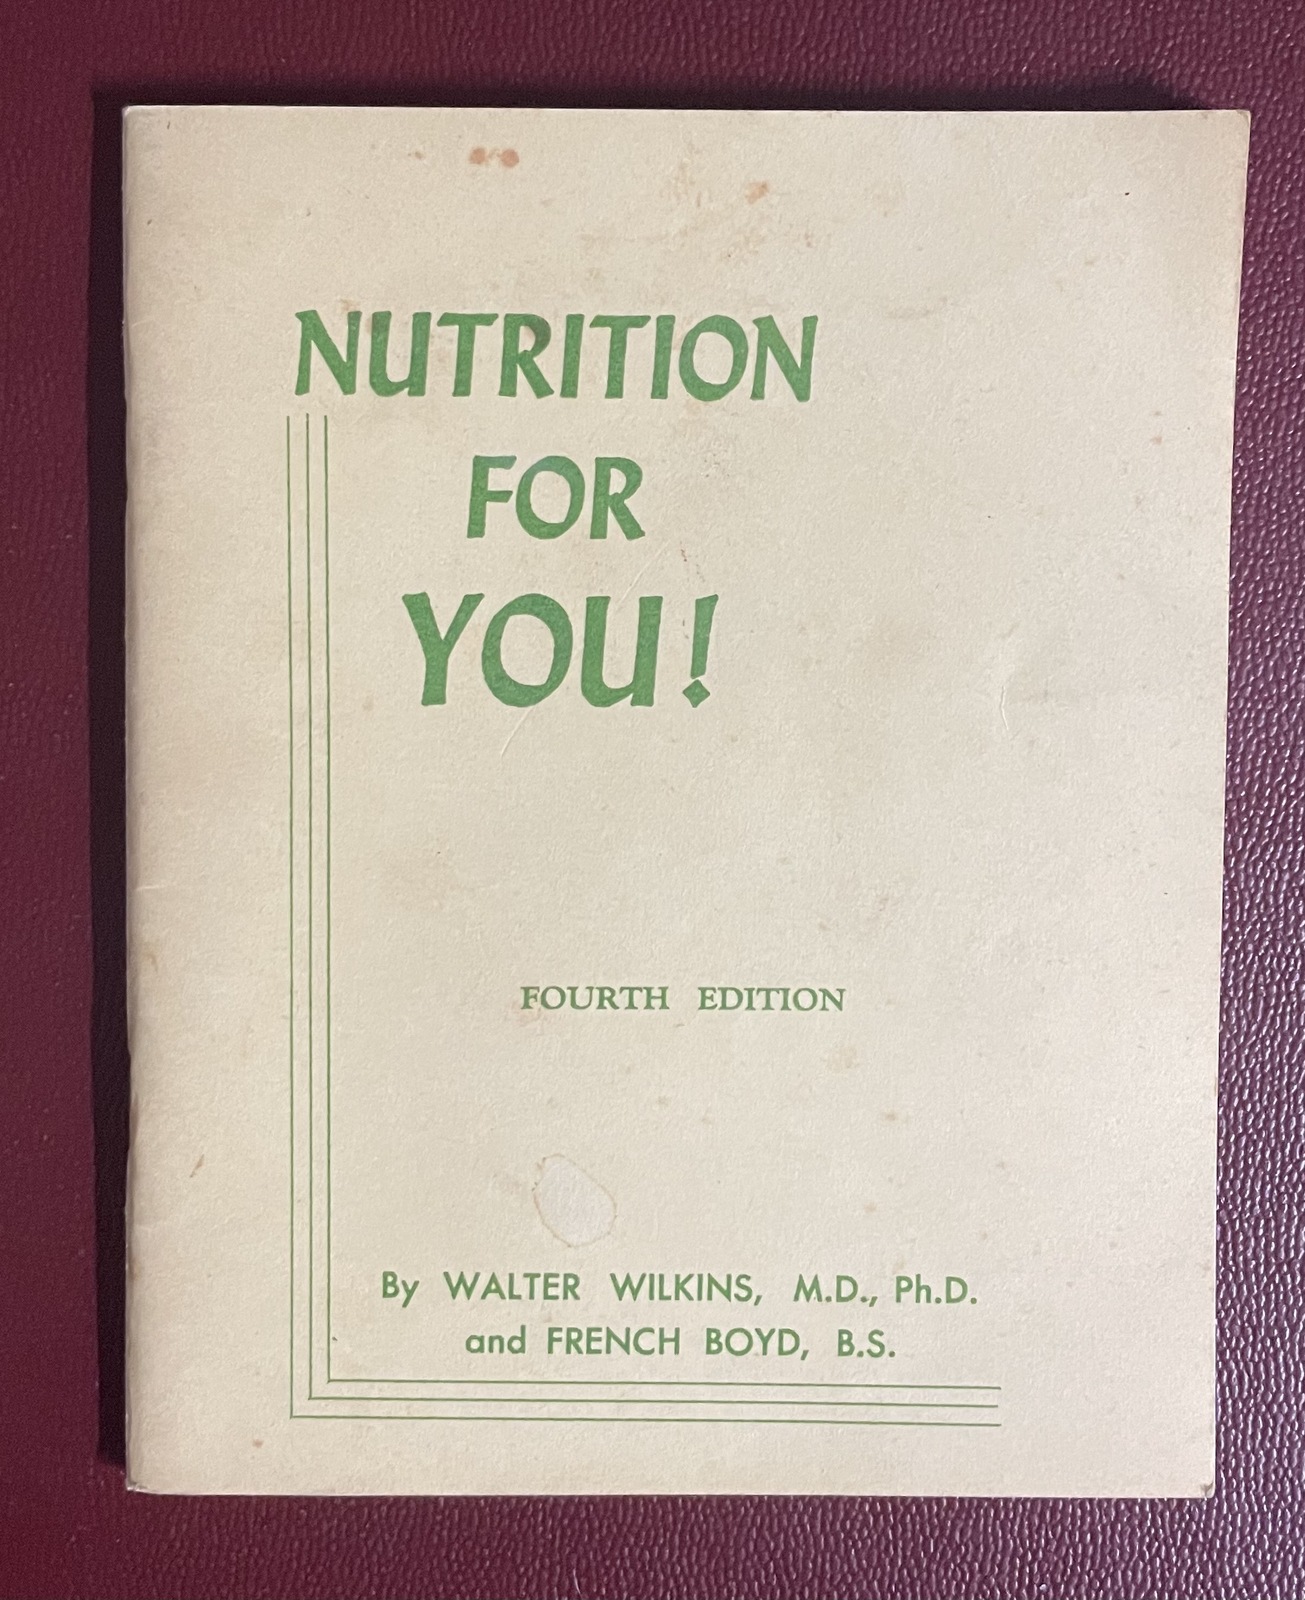 NUTRITION
FOR
YOU!
FOURTH EDITION
By WALTER WILKINS, M.D., Ph.D.
and FRENCH BOYD, B.S.